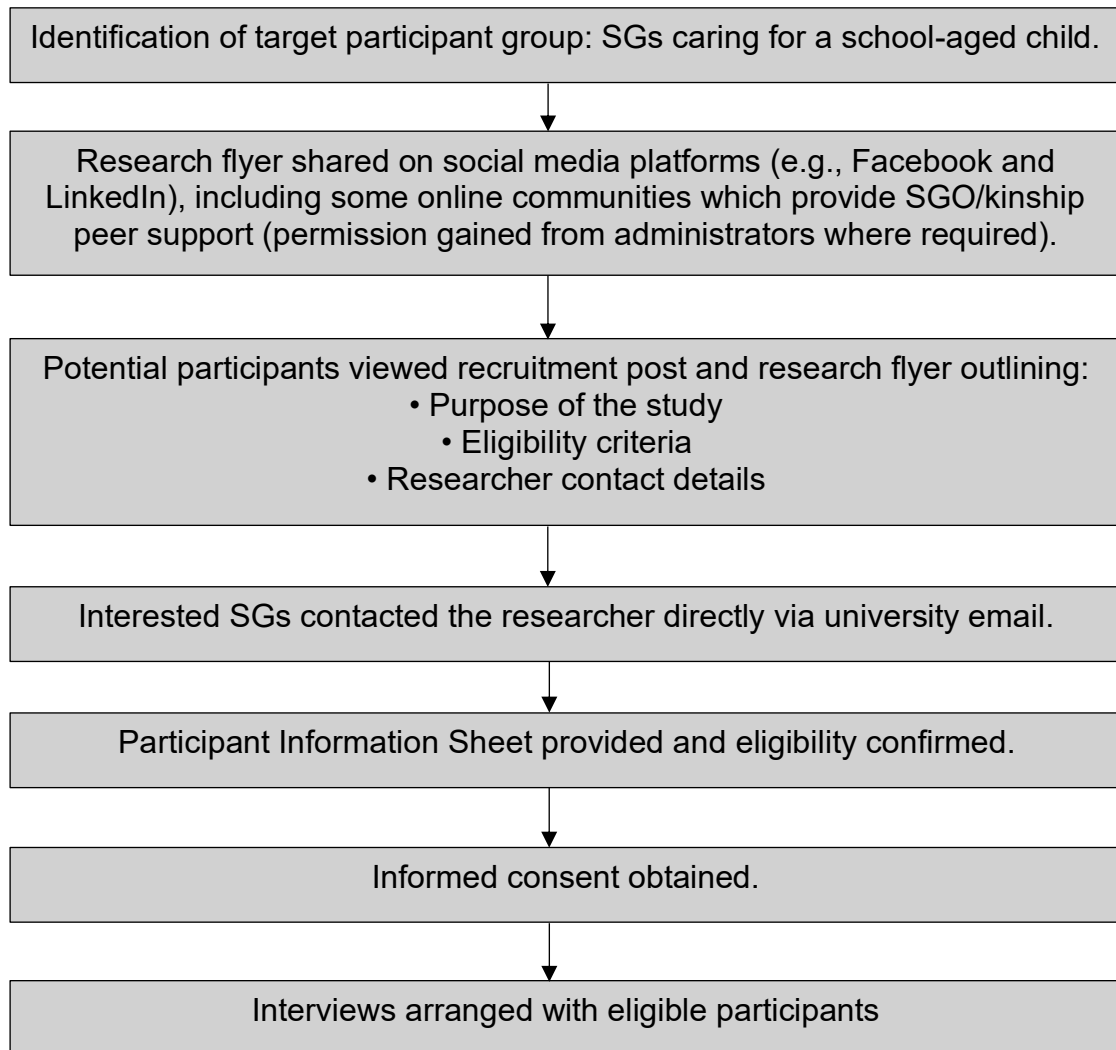 Identification of target participant group: SGs caring for a school-aged child.
Research flyer shared on social media platforms (e.g., Facebook and
LinkedIn), including some online communities which provide SGO/kinship
peer support (permission gained from administrators where required).
Potential participants viewed recruitment post and research flyer outlining:
• Purpose of the study
• Eligibility criteria
• Researcher contact details
Interested SGs contacted the researcher directly via university email.
Participant Information Sheet provided and eligibility confirmed.
Informed consent obtained.
Interviews arranged with eligible participants